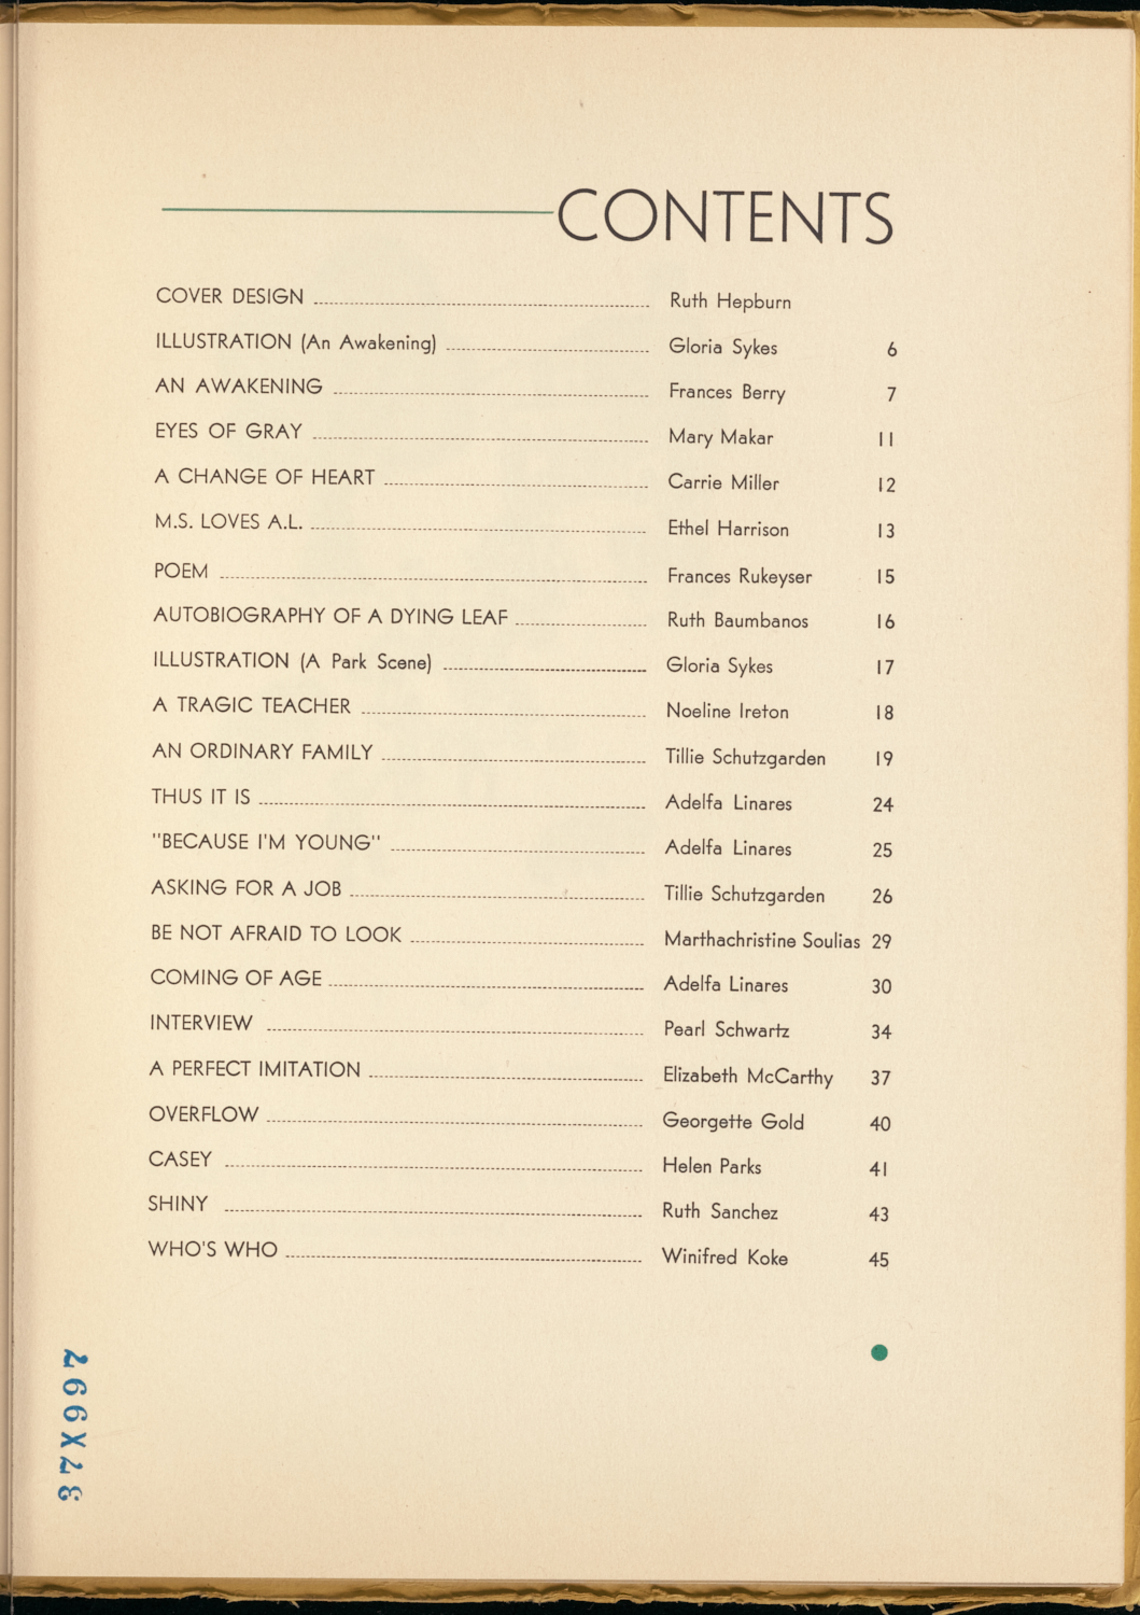 CONTENTS
COVER DESIGN Ruth Hepburn
ILLUSTRATION (An Awakening) Gloria Sykes 6
AN AWAKENING Frances Berry 7
EYES OF GRAY Mary Makar 11
A CHANGE OF HEART Carrie Miller 12
M.S. LOVES A.L. Ethel Harrison 13
POEM Frances Rukeyser 15
AUTOBIOGRAPHY OF A DYING LEAF Ruth Baumbanos 16
ILLUSTRATION (A Park Scene) Gloria Sykes 17
A TRAGIC TEACHER Noeline Ireton 18
AN ORDINARY FAMILY Tillie Schutzgarden 19
THUS IT IS Adelfa Linares 24
"BECAUSE I'M YOUNG" Adelfa Linares 25
ASKING FOR A JOB Tillie Schutzgarden 26
BE NOT AFRAID TO LOOK Marthachristine Soulias 29
COMING OF AGE Adelfa Linares 30
INTERVIEW Pearl Schwartz 34
A PERFECT IMITATION Elizabeth McCarthy 37
OVERFLOW Georgette Gold 40
CASEY Helen Parks 41
SHINY Ruth Sanchez 43
WHO'S WHO Winifred Koke 45
37X997